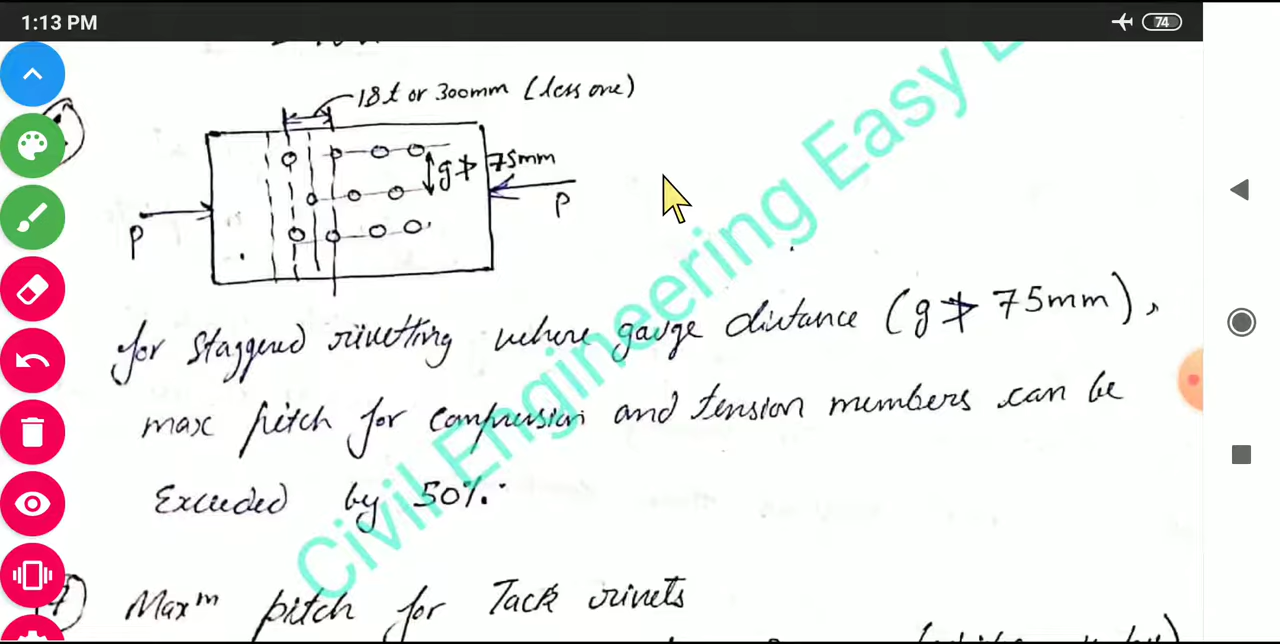 1:13 PM
74
18t or 300mm (less one)
g ≯ 75mm
P
P
for staggered rivetting where gauge distance (g ≯ 75mm),
max pitch for compression and tension members can be
Exceeded by 50%.
Maxᵐ pitch for Tack rivets
Civil Engineering Easy